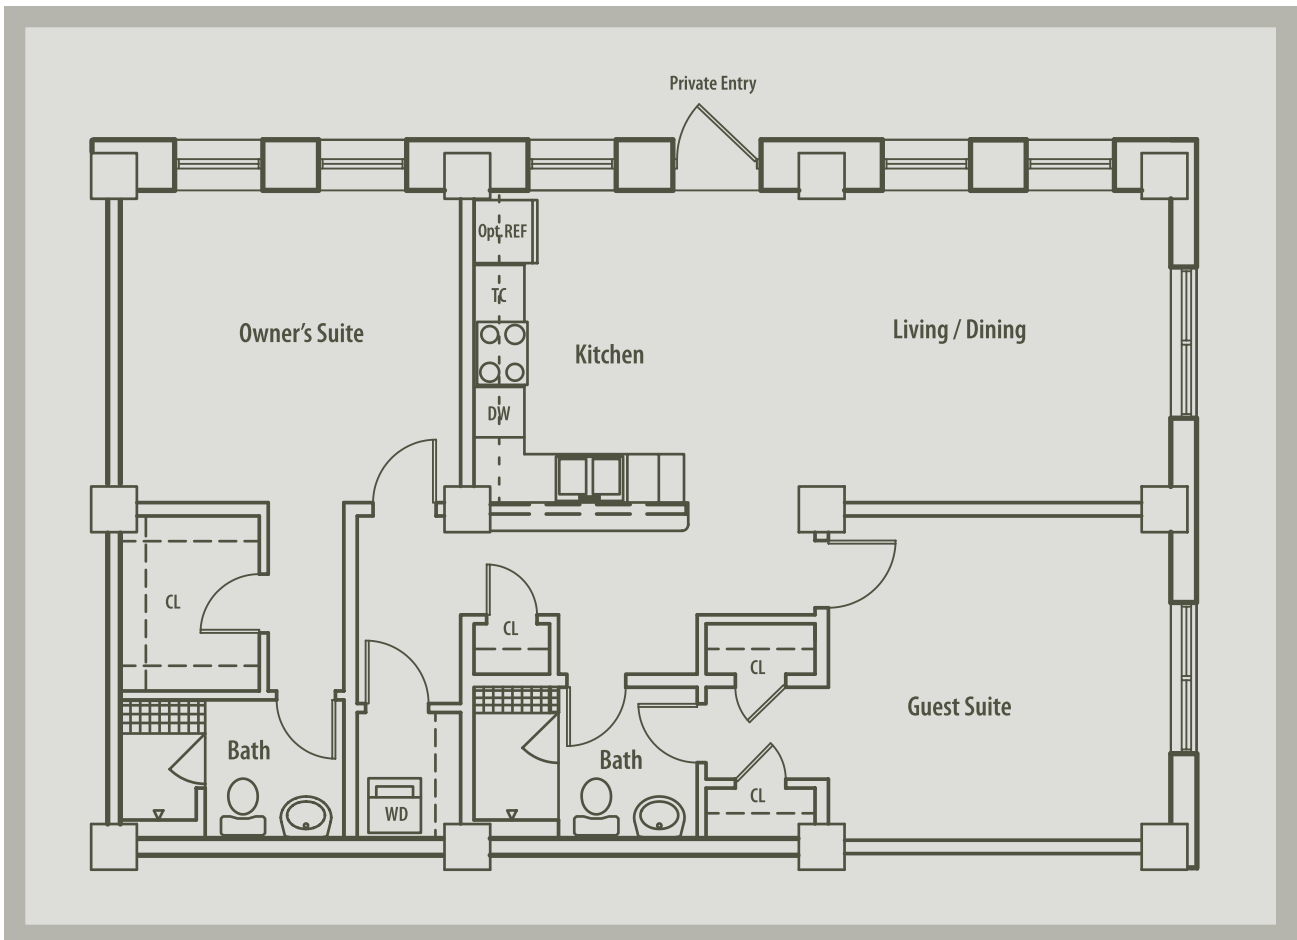 Private Entry
Opt.REF
TC
Owner’s Suite
Living / Dining
Kitchen
DW
CL
CL
CL
Guest Suite
Bath
Bath
CL
WD